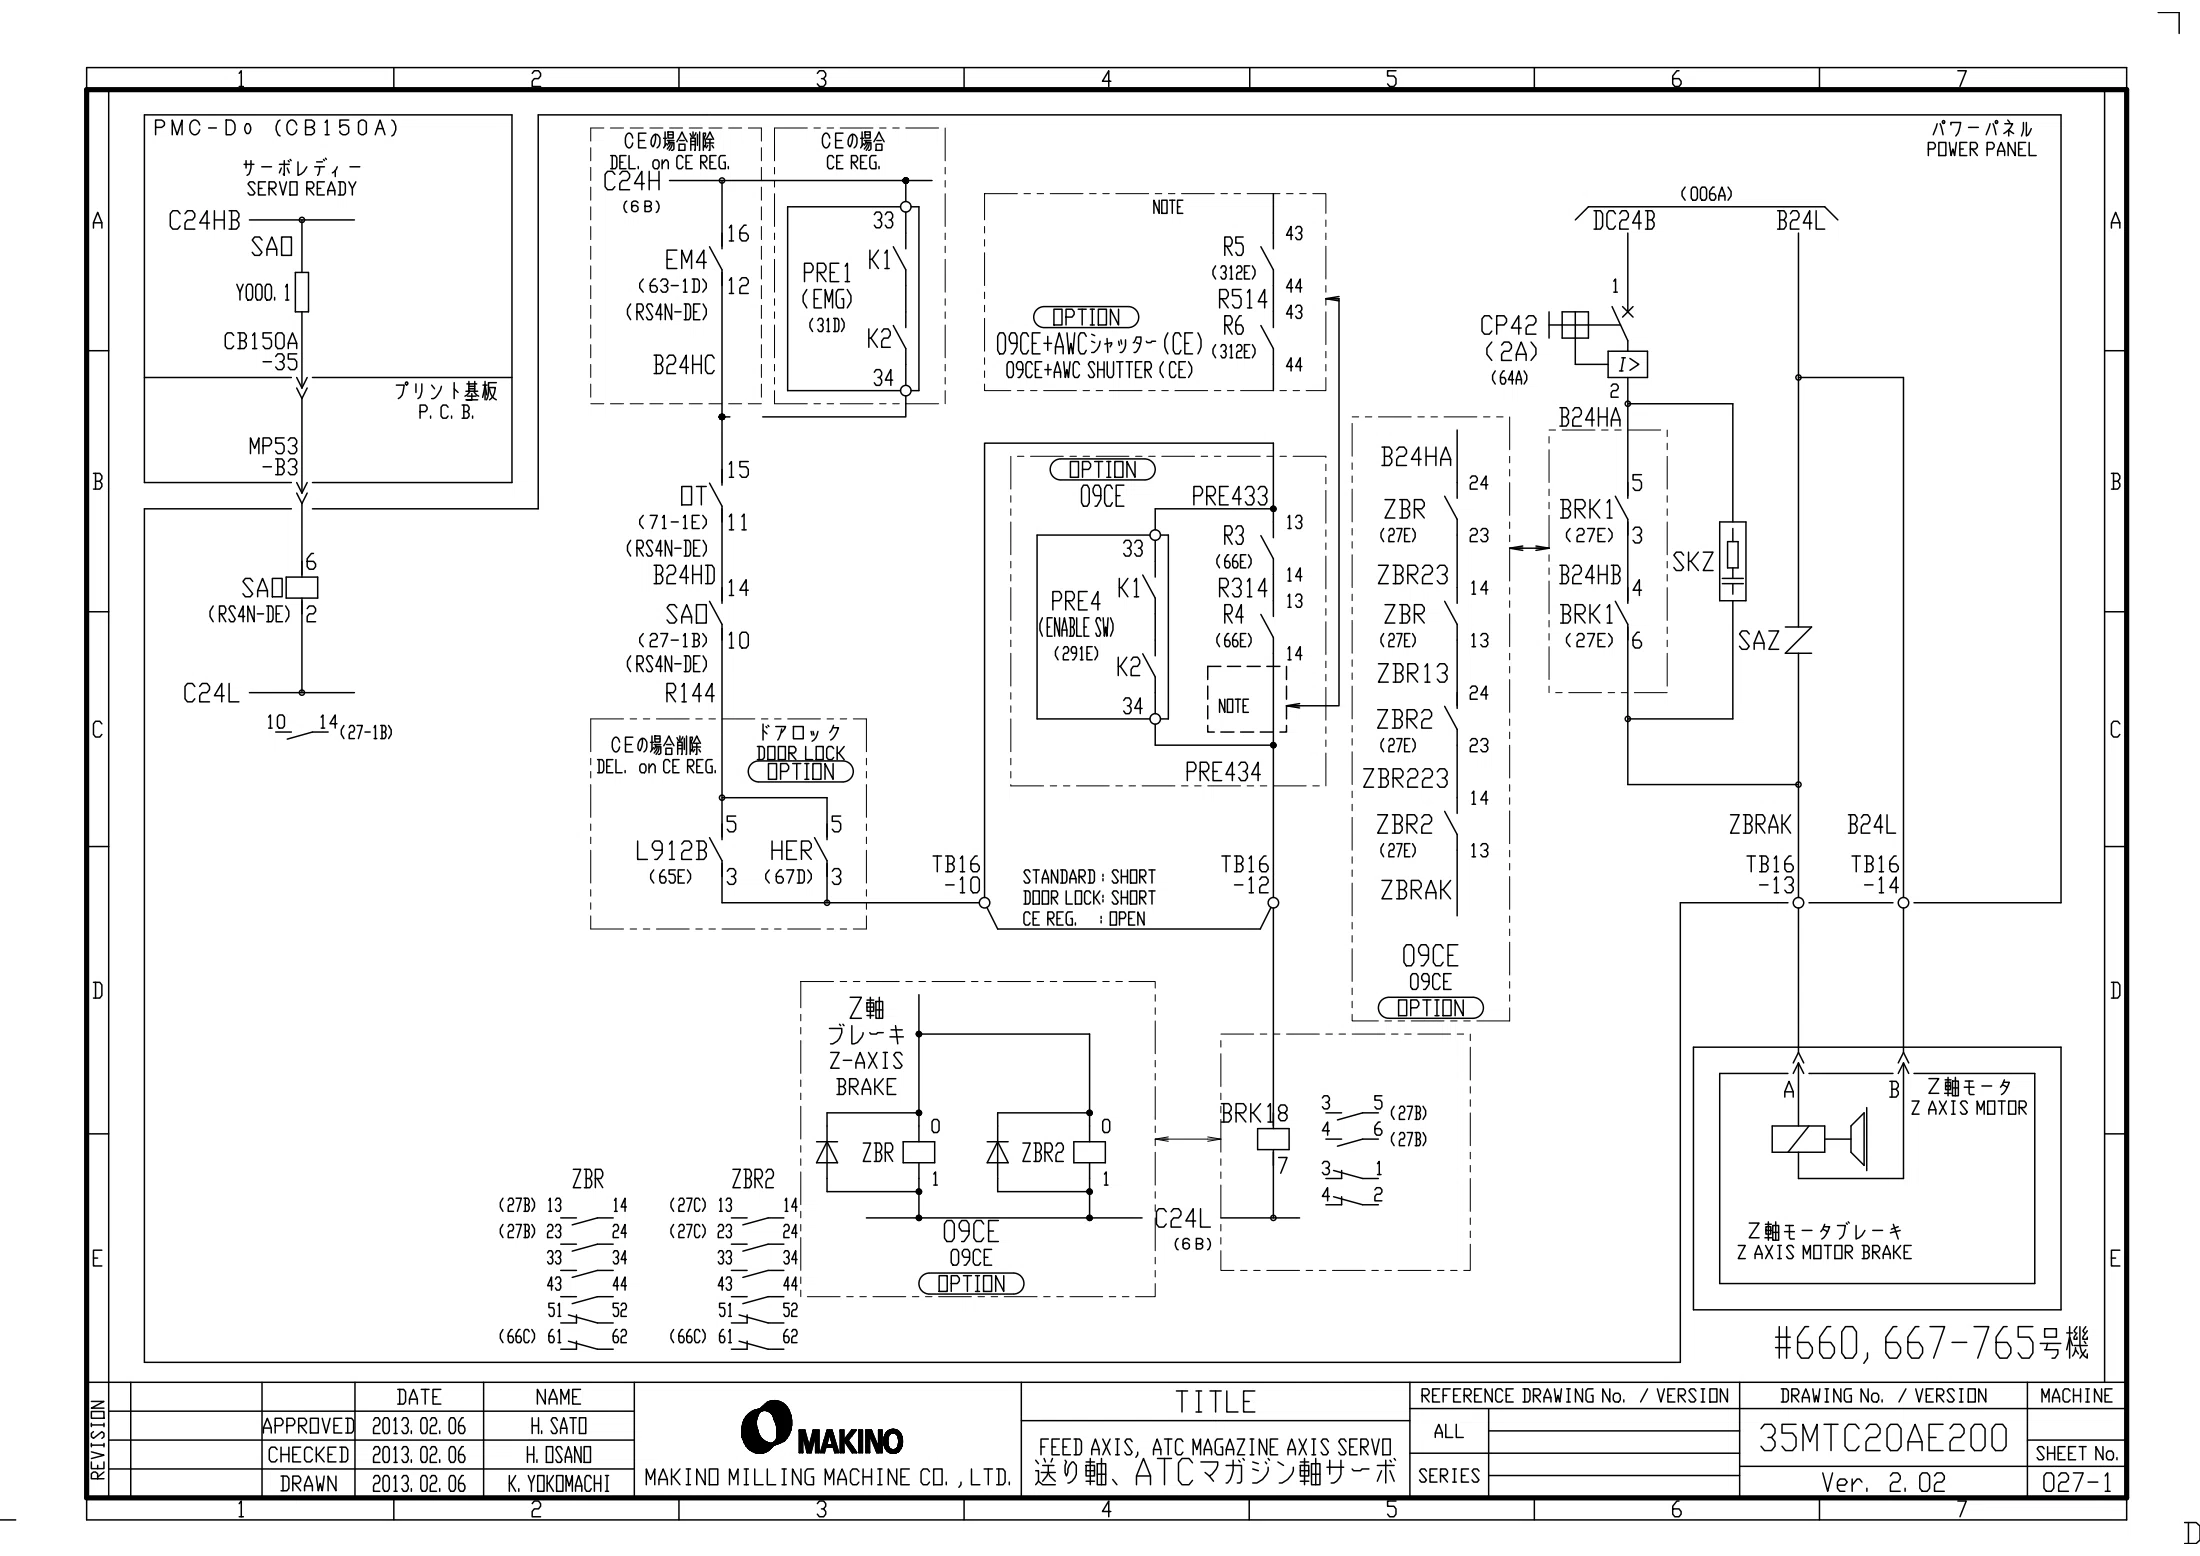 1 2 3 4 5 6 7
A
B
C
D
E
PMC-Do (CB150A)
サーボレディー
SERVO READY
C24HB
SA0
Y000.1
CB150A
-35
プリント基板
P. C. B.
MP53
-B3
6
SA0
(RS4N-DE) 2
C24L
10 14 (27-1B)
CEの場合削除
DEL. on CE REG.
C24H
(6B)
16
EM4
(63-1D) 12
(RS4N-DE)
B24HC
CEの場合
CE REG.
33
K1
PRE1
(EMG)
(31D)
K2
34
15
OT
(71-1E) 11
(RS4N-DE)
B24HD
14
SA0
(27-1B) 10
(RS4N-DE)
R144
CEの場合削除
DEL. on CE REG.
ドアロック
DOOR LOCK
OPTION
5 5
L912B HER
(65E) 3 (67D) 3
NOTE
43
R5
(312E)
44
R514
43
R6
(312E)
44
OPTION
09CE+AWCシャッター(CE)
09CE+AWC SHUTTER (CE)
OPTION
09CE
PRE433
13
R3
(66E)
14
R314
13
R4
(66E)
14
33
K1
PRE4
(ENABLE SW)
(291E)
K2
34
NOTE
PRE434
TB16
-10
STANDARD : SHORT
DOOR LOCK: SHORT
CE REG. : OPEN
TB16
-12
B24HA
24
ZBR
(27E) 23
ZBR23
14
ZBR
(27E) 13
ZBR13
24
ZBR2
(27E) 23
ZBR223
14
ZBR2
(27E) 13
ZBRAK
09CE
09CE
OPTION
パワーパネル
POWER PANEL
(006A)
DC24B B24L
1
CP42
(2A)
(64A)
I>
2
B24HA
5
BRK1
(27E) 3
B24HB
4
BRK1
(27E) 6
SKZ
SAZ
ZBRAK B24L
TB16
-13
TB16
-14
A B
Z軸モータ
Z AXIS MOTOR
Z軸モータブレーキ
Z AXIS MOTOR BRAKE
Z軸
ブレーキ
Z-AXIS
BRAKE
0 0
ZBR ZBR2
1 1
09CE
09CE
OPTION
BRK18
7
C24L
(6B)
3 5 (27B)
4 6 (27B)
3 1
4 2
ZBR
(27B) 13 14
(27B) 23 24
33 34
43 44
51 52
(66C) 61 62
ZBR2
(27C) 13 14
(27C) 23 24
33 34
43 44
51 52
(66C) 61 62
#660, 667-765号機
A
B
C
D
E
REVISION
DATE NAME
APPROVED 2013. 02. 06 H. SATO
CHECKED 2013. 02. 06 H. OSANO
DRAWN 2013. 02. 06 K. YOKOMACHI
MAKINO
MAKINO MILLING MACHINE CO. , LTD.
TITLE
FEED AXIS, ATC MAGAZINE AXIS SERVO
送り軸、ATCマガジン軸サーボ
REFERENCE DRAWING No. / VERSION
ALL
SERIES
DRAWING No. / VERSION
35MTC20AE200
Ver. 2. 02
MACHINE
SHEET No.
027-1
1 2 3 4 5 6 7
D